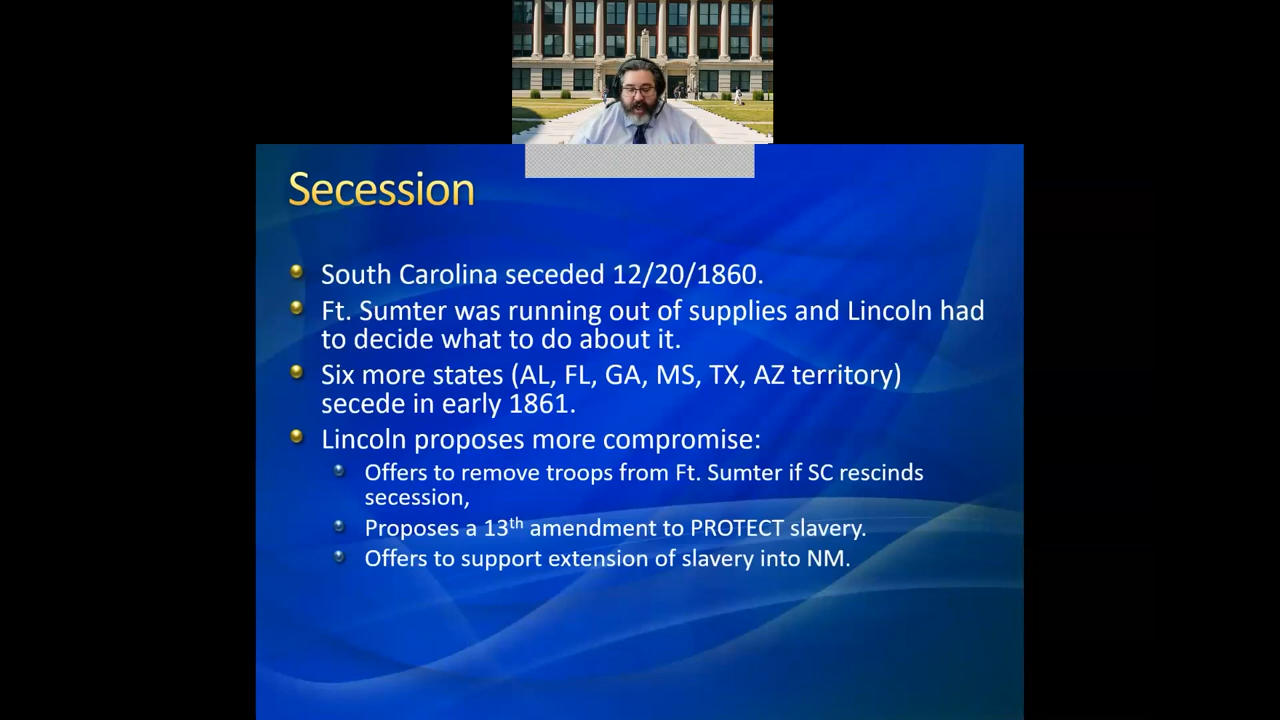 Secession
South Carolina seceded 12/20/1860.
Ft. Sumter was running out of supplies and Lincoln had
to decide what to do about it.
Six more states (AL, FL, GA, MS, TX, AZ territory)
secede in early 1861.
Lincoln proposes more compromise:
Offers to remove troops from Ft. Sumter if SC rescinds
secession,
Proposes a 13th amendment to PROTECT slavery.
Offers to support extension of slavery into NM.